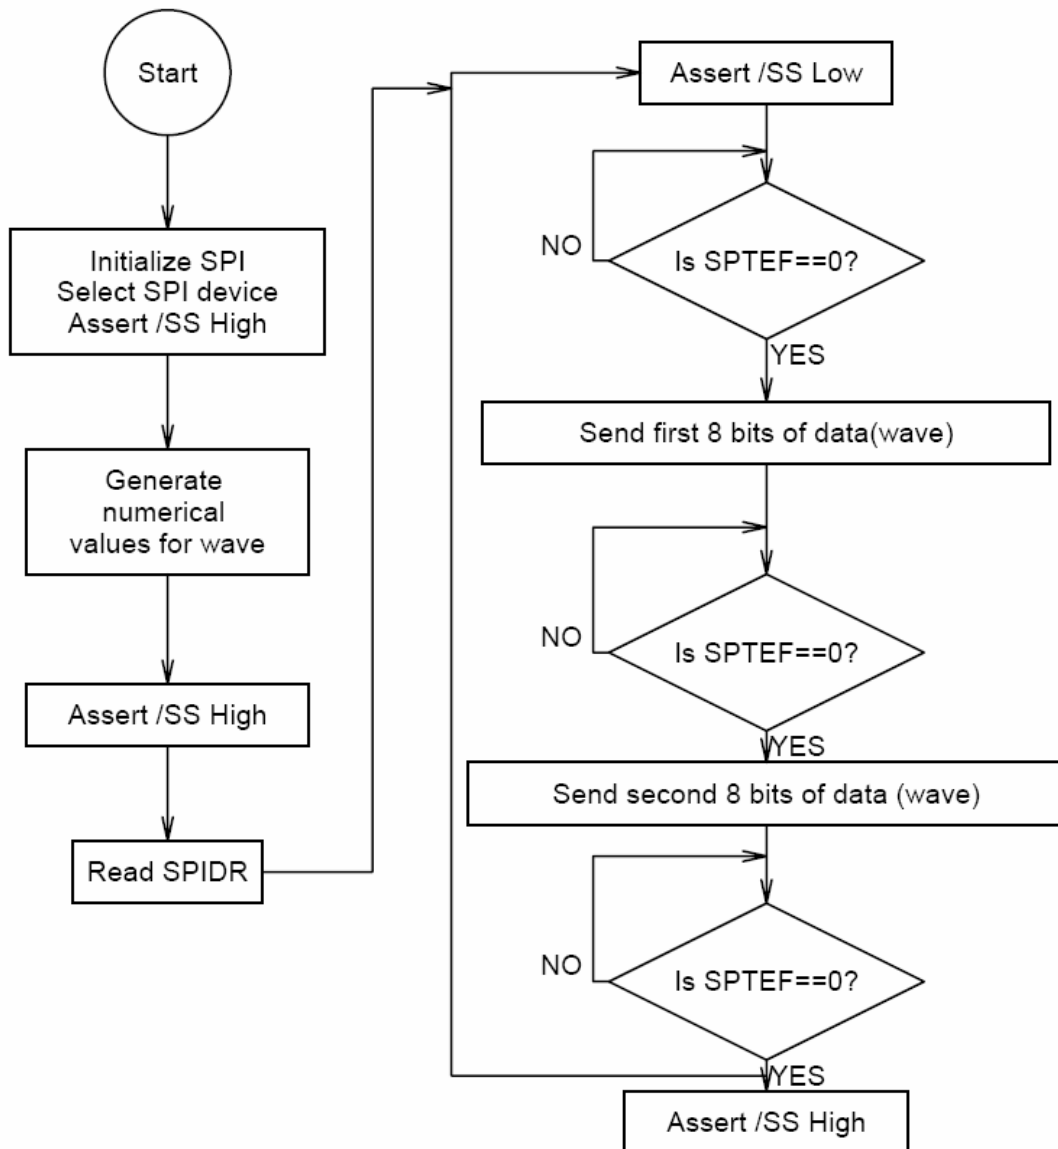 Start
Initialize SPI
Select SPI device
Assert /SS High
Generate
numerical
values for wave
Assert /SS High
Read SPIDR
Assert /SS Low
NO
Is SPTEF==0?
YES
Send first 8 bits of data(wave)
NO
Is SPTEF==0?
YES
Send second 8 bits of data (wave)
NO
Is SPTEF==0?
YES
Assert /SS High